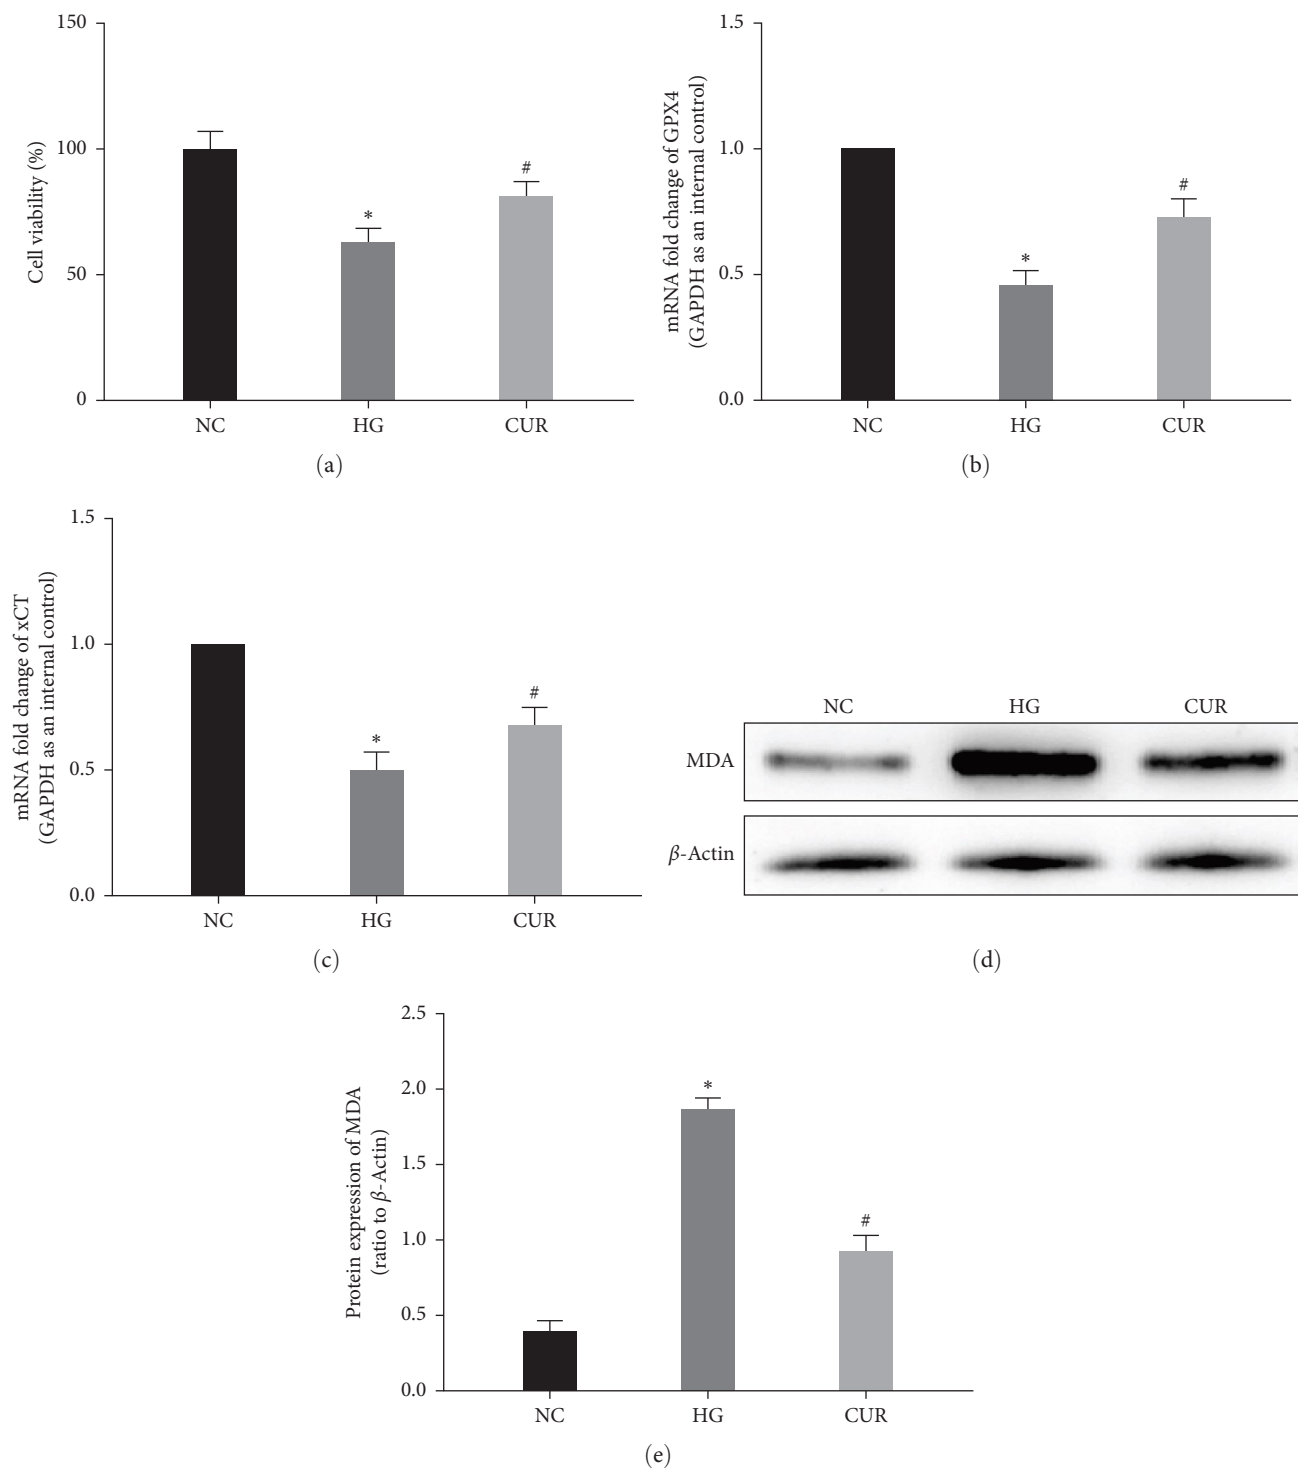 150
100
50
0
Cell viability (%)
*
#
NC HG CUR
(a)
1.5
1.0
0.5
0.0
mRNA fold change of GPX4
(GAPDH as an internal control)
*
#
NC HG CUR
(b)
1.5
1.0
0.5
0.0
mRNA fold change of xCT
(GAPDH as an internal control)
*
#
NC HG CUR
(c)
NC HG CUR
MDA
β-Actin
(d)
2.5
2.0
1.5
1.0
0.5
0.0
Protein expression of MDA
(ratio to β-Actin)
*
#
NC HG CUR
(e)